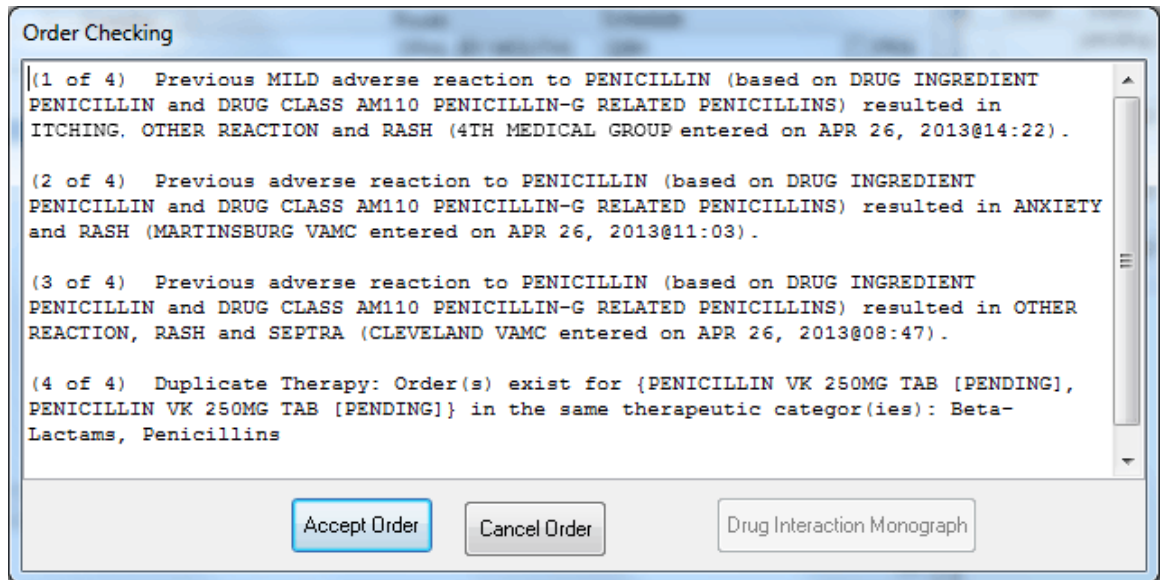 Order Checking
(1 of 4)  Previous MILD adverse reaction to PENICILLIN (based on DRUG INGREDIENT
PENICILLIN and DRUG CLASS AM110 PENICILLIN-G RELATED PENICILLINS) resulted in
ITCHING, OTHER REACTION and RASH (4TH MEDICAL GROUP entered on APR 26, 2013@14:22).
(2 of 4)  Previous adverse reaction to PENICILLIN (based on DRUG INGREDIENT
PENICILLIN and DRUG CLASS AM110 PENICILLIN-G RELATED PENICILLINS) resulted in ANXIETY
and RASH (MARTINSBURG VAMC entered on APR 26, 2013@11:03).
(3 of 4)  Previous adverse reaction to PENICILLIN (based on DRUG INGREDIENT
PENICILLIN and DRUG CLASS AM110 PENICILLIN-G RELATED PENICILLINS) resulted in OTHER
REACTION, RASH and SEPTRA (CLEVELAND VAMC entered on APR 26, 2013@08:47).
(4 of 4)  Duplicate Therapy: Order(s) exist for {PENICILLIN VK 250MG TAB [PENDING],
PENICILLIN VK 250MG TAB [PENDING]} in the same therapeutic categor(ies): Beta-
Lactams, Penicillins
Accept Order
Cancel Order
Drug Interaction Monograph